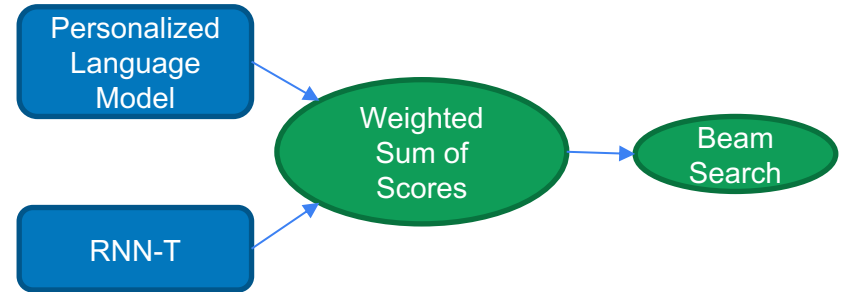 Personalized
Language
Model
RNN-T
Weighted
Sum of
Scores
Beam
Search